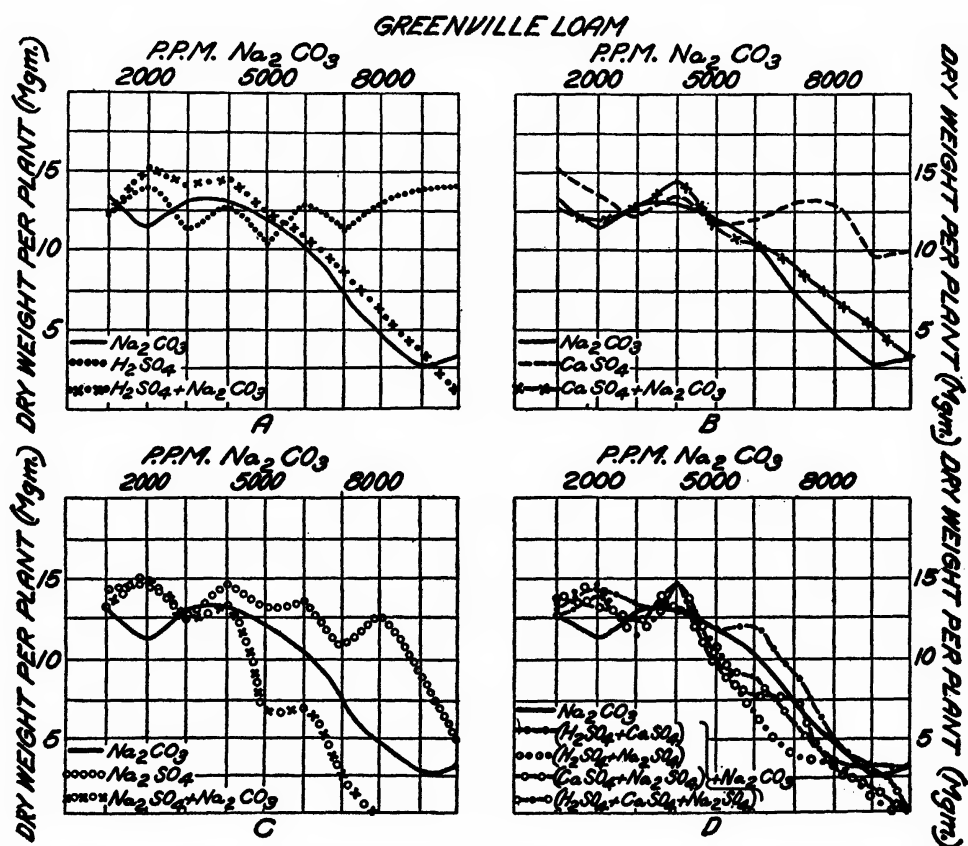 GREENVILLE LOAM
P.P.M. Na2CO3
2000 5000 8000
DRY WEIGHT PER PLANT (Mgm.)
15
10
5
Na2CO3
H2SO4
H2SO4+Na2CO3
A
P.P.M. Na2CO3
2000 5000 8000
DRY WEIGHT PER PLANT (Mgm.)
15
10
5
Na2CO3
CaSO4
CaSO4+Na2CO3
B
P.P.M. Na2CO3
2000 5000 8000
DRY WEIGHT PER PLANT (Mgm.)
15
10
5
Na2CO3
Na2SO4
Na2SO4+Na2CO3
C
P.P.M. Na2CO3
2000 5000 8000
DRY WEIGHT PER PLANT (Mgm.)
15
10
5
Na2CO3
(H2SO4+CaSO4)
(H2SO4+Na2SO4)
(CaSO4+Na2SO4) +Na2CO3
(H2SO4+CaSO4+Na2SO4)
D